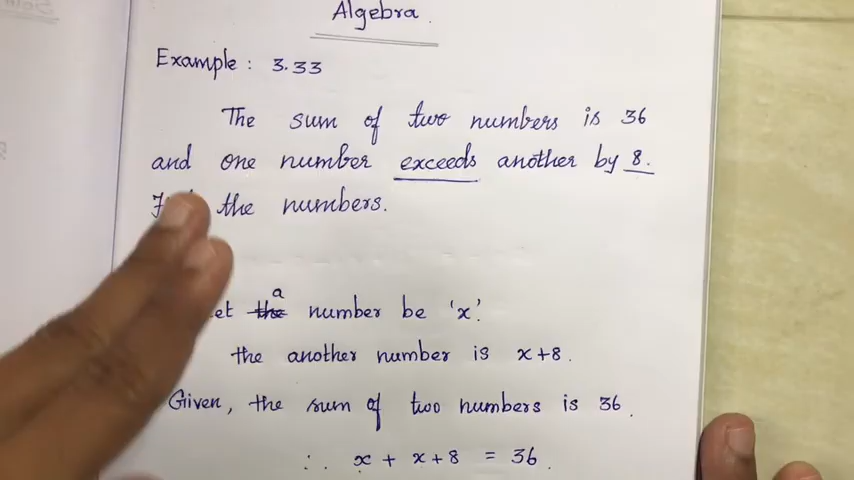 Algebra.
Example : 3.33
The sum of two numbers is 36
and one number exceeds another by 8.
the numbers.
a
the number be 'x'.
the another number is x+8.
Given, the sum of two numbers is 36.
∴ x + x+8 = 36.